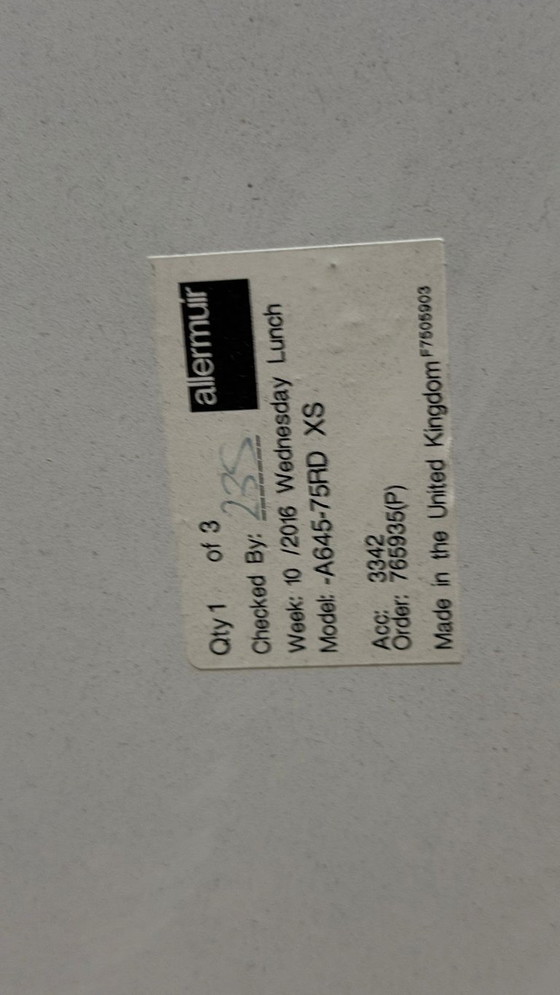 allermuir
Qty 1 of 3
Checked By: 235
Week: 10 /2016 Wednesday Lunch
Model: -A645-75RD XS
Acc: 3342
Order: 765935(P)
Made in the United Kingdom F7505903